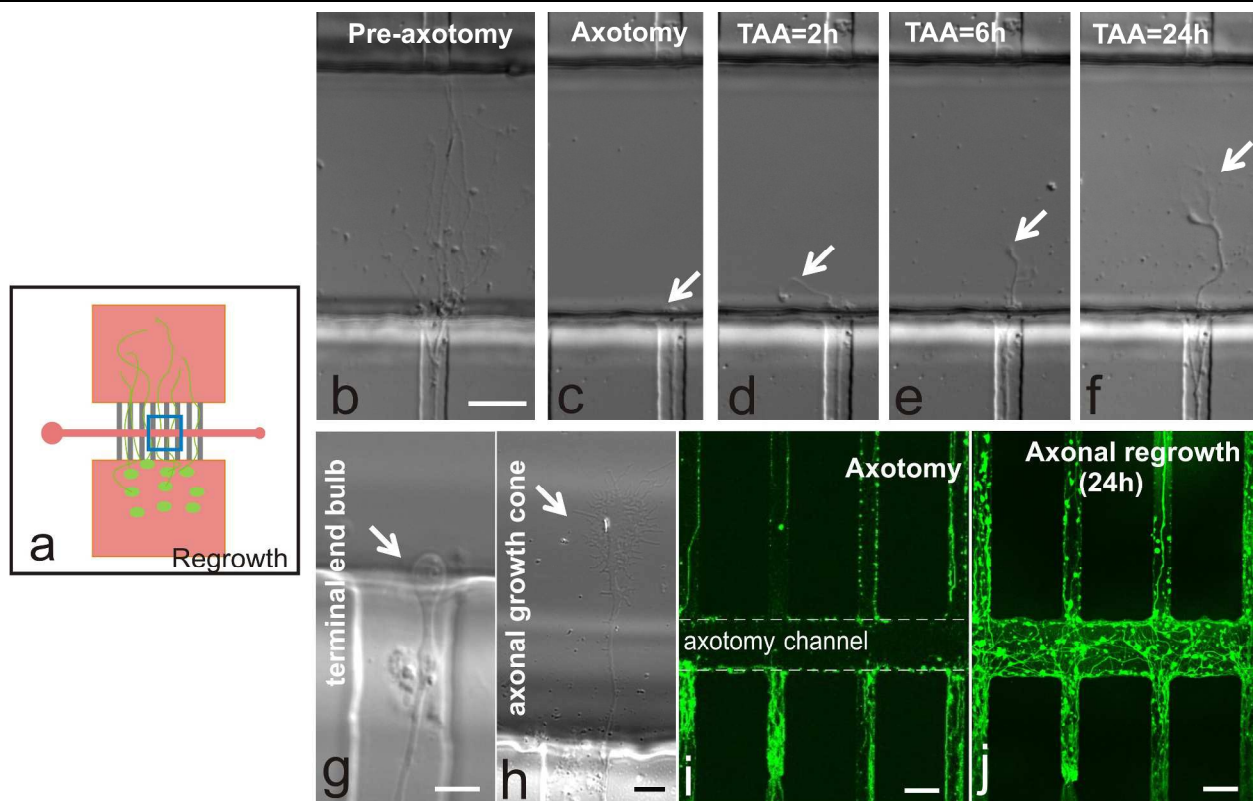 a
Regrowth
Pre-axotomy
b
Axotomy
c
TAA=2h
d
TAA=6h
e
TAA=24h
f
terminal end bulb
g
axonal growth cone
h
Axotomy
axotomy channel
i
Axonal regrowth
(24h)
j